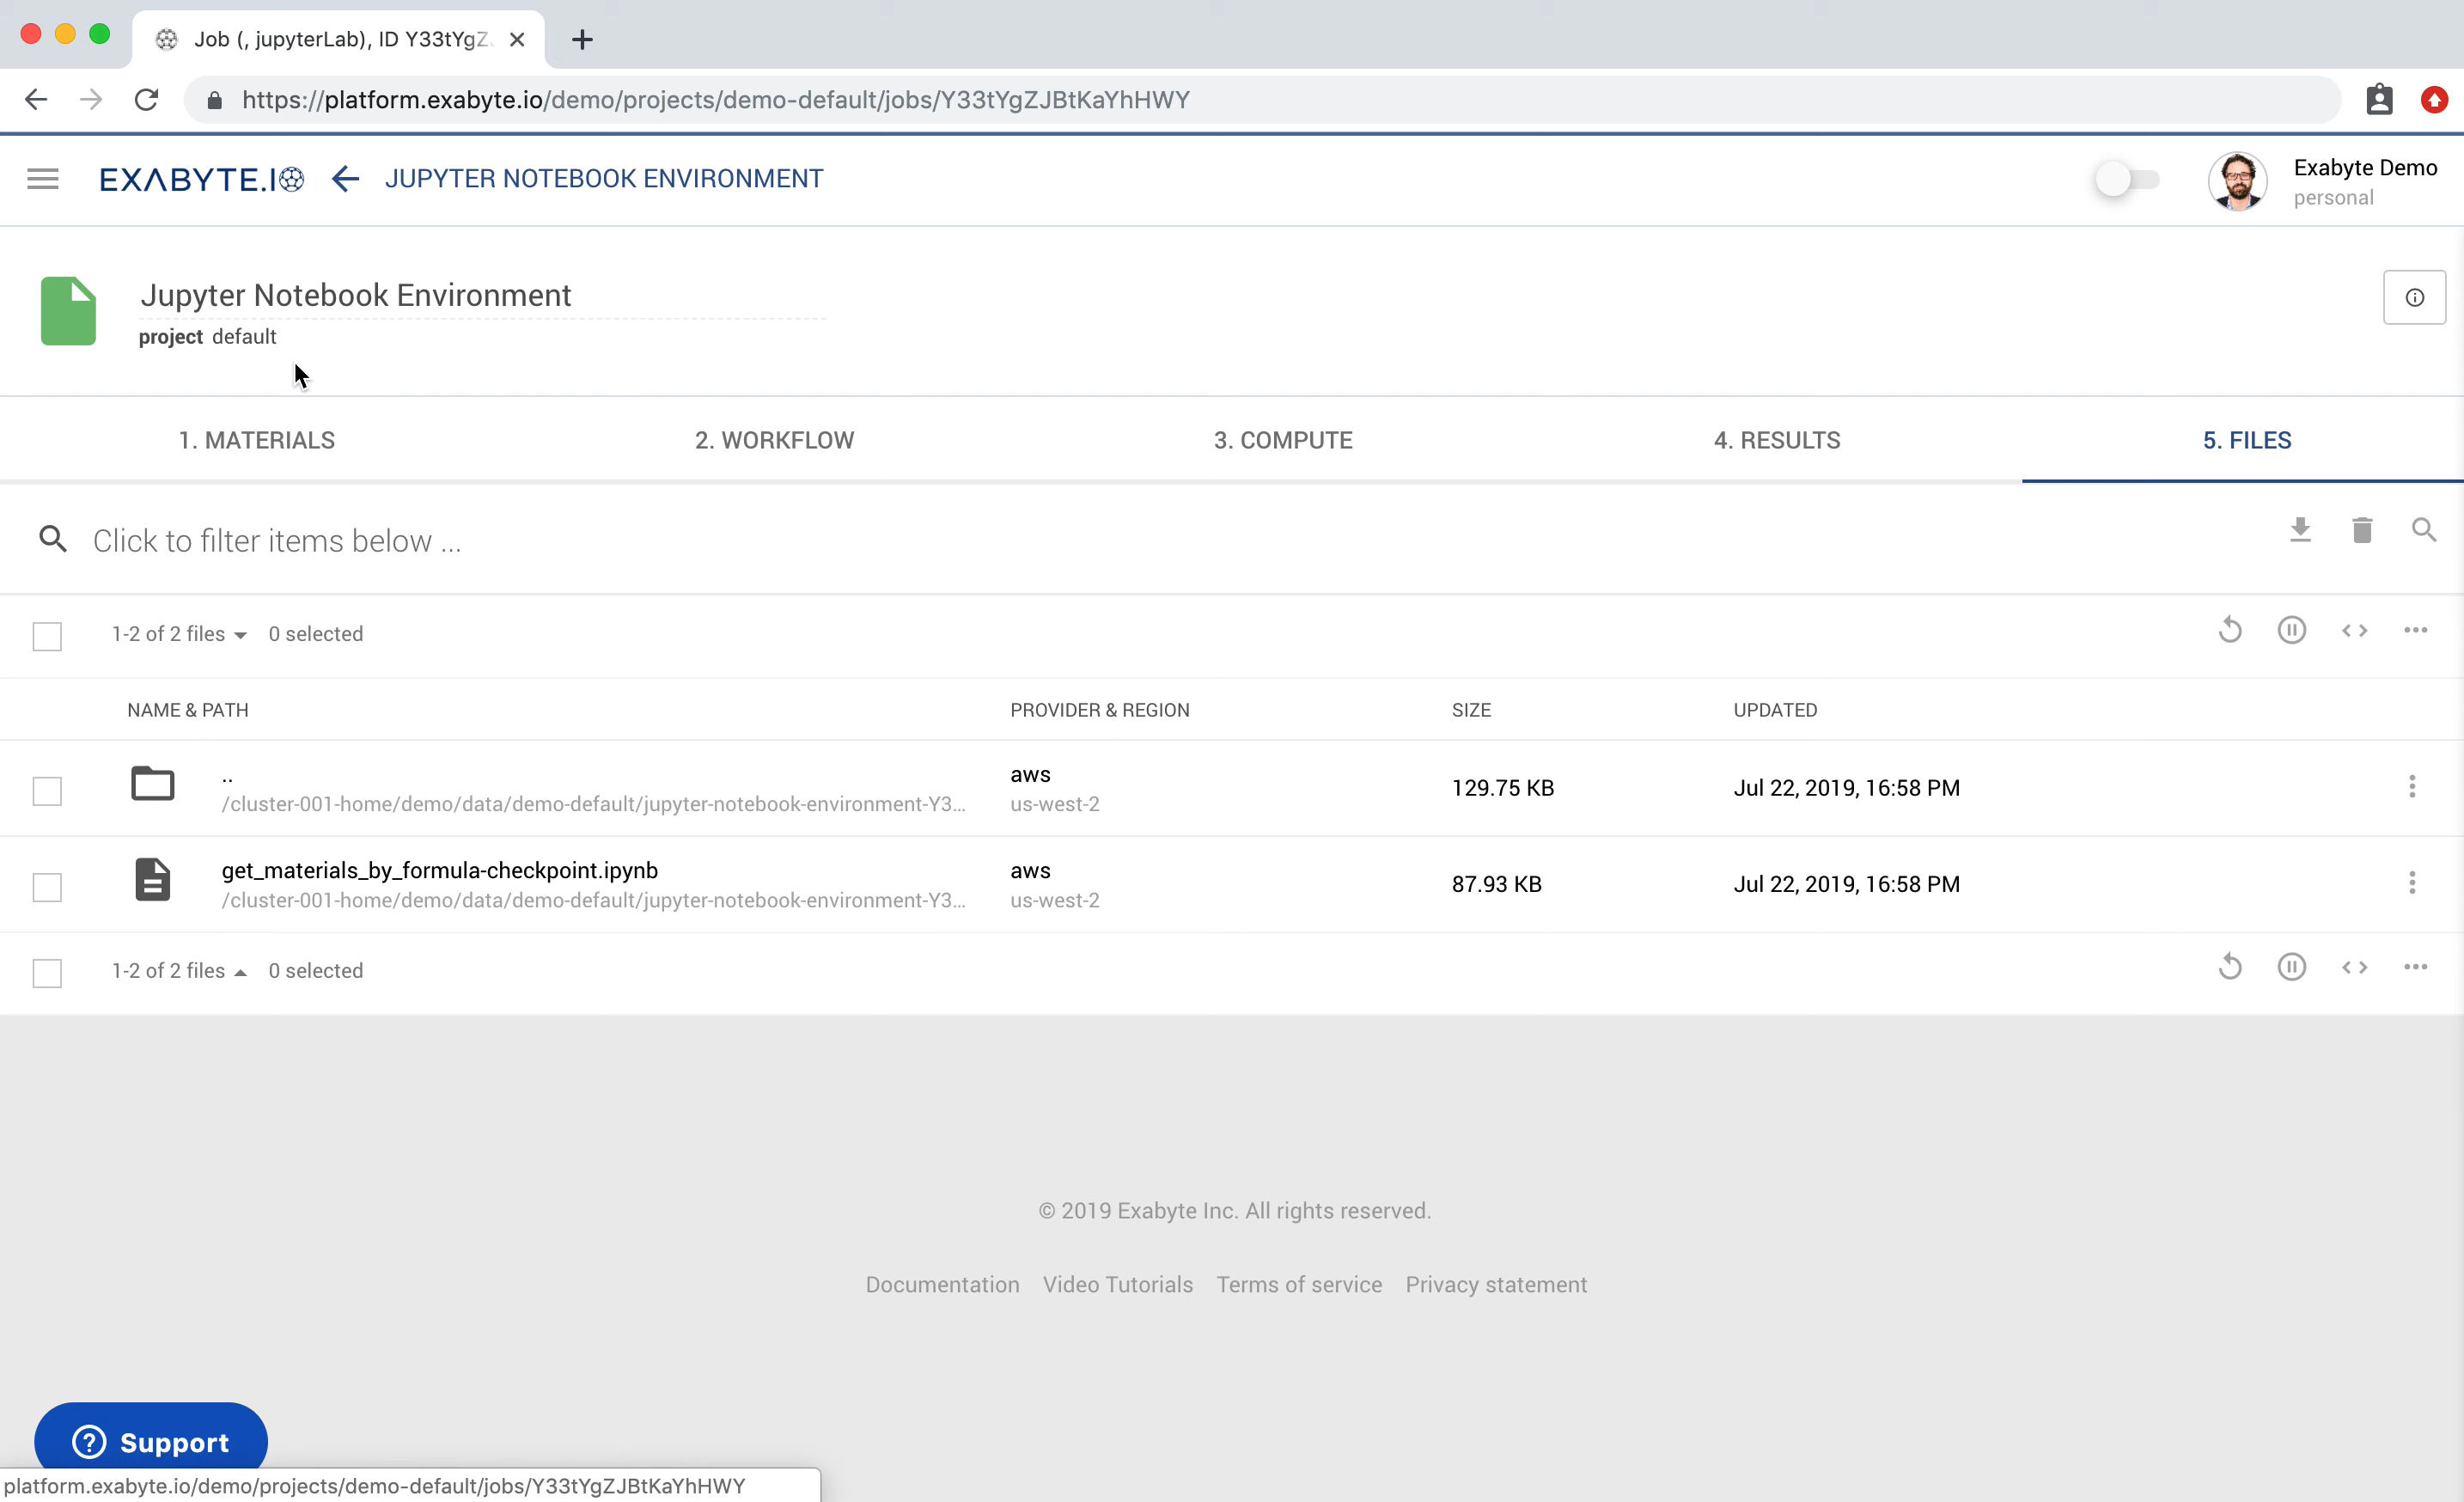 Job (, jupyterLab), ID Y33tYgZ
https://platform.exabyte.io/demo/projects/demo-default/jobs/Y33tYgZJBtKaYhHWY
EXABYTE.IO JUPYTER NOTEBOOK ENVIRONMENT
Exabyte Demo
personal
Jupyter Notebook Environment
project default
1. MATERIALS 2. WORKFLOW 3. COMPUTE 4. RESULTS 5. FILES
Click to filter items below ...
1-2 of 2 files 0 selected
NAME & PATH PROVIDER & REGION SIZE UPDATED
.. aws 129.75 KB Jul 22, 2019, 16:58 PM
/cluster-001-home/demo/data/demo-default/jupyter-notebook-environment-Y3... us-west-2
get_materials_by_formula-checkpoint.ipynb aws 87.93 KB Jul 22, 2019, 16:58 PM
/cluster-001-home/demo/data/demo-default/jupyter-notebook-environment-Y3... us-west-2
1-2 of 2 files 0 selected
© 2019 Exabyte Inc. All rights reserved.
Documentation Video Tutorials Terms of service Privacy statement
Support
platform.exabyte.io/demo/projects/demo-default/jobs/Y33tYgZJBtKaYhHWY